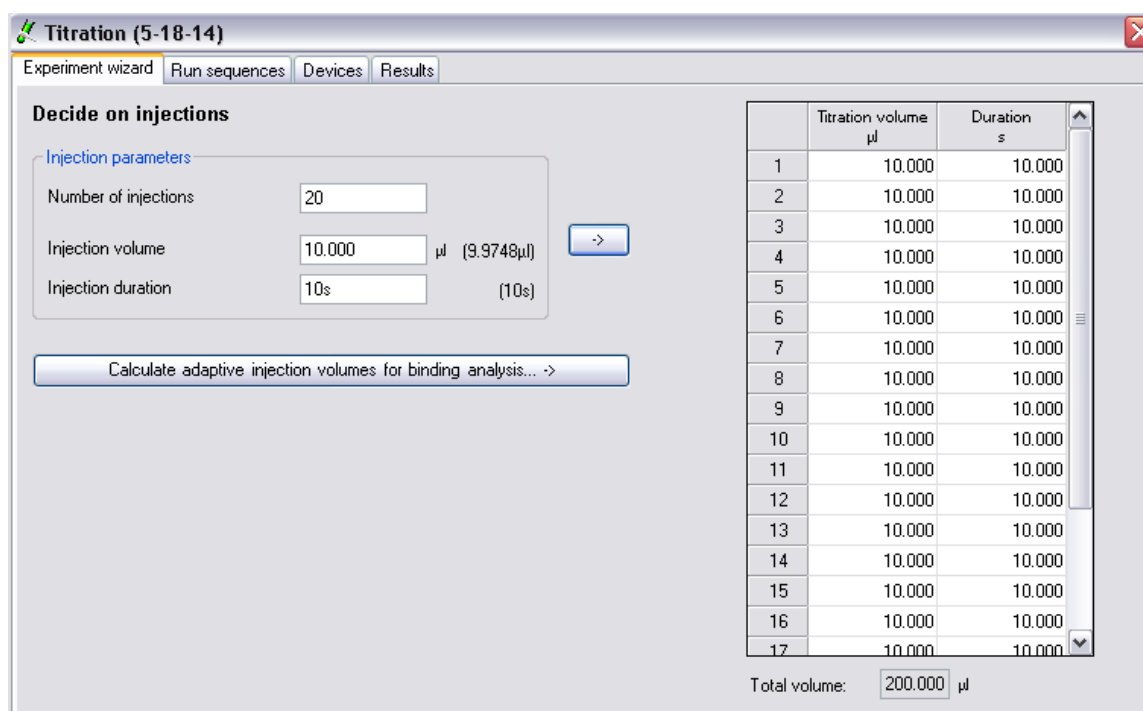 Titration (5-18-14)
Experiment wizard Run sequences Devices Results
Decide on injections
Injection parameters
Number of injections 20
Injection volume 10.000 µl (9.9748µl)
Injection duration 10s (10s)
->
Calculate adaptive injection volumes for binding analysis... ->
Titration volume Duration
µl s
1 10.000 10.000
2 10.000 10.000
3 10.000 10.000
4 10.000 10.000
5 10.000 10.000
6 10.000 10.000
7 10.000 10.000
8 10.000 10.000
9 10.000 10.000
10 10.000 10.000
11 10.000 10.000
12 10.000 10.000
13 10.000 10.000
14 10.000 10.000
15 10.000 10.000
16 10.000 10.000
17 10.000 10.000
Total volume: 200.000 µl